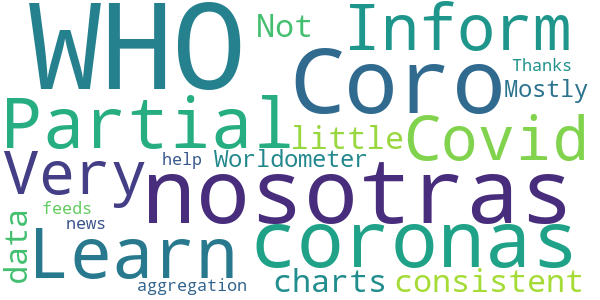 WHO
Not
Inform
Coro
Thanks
Mostly
Partial
little
Covid
Very
help
Worldometer
nosotras
feeds
data
news
Learn
coronas
aggregation
charts
consistent